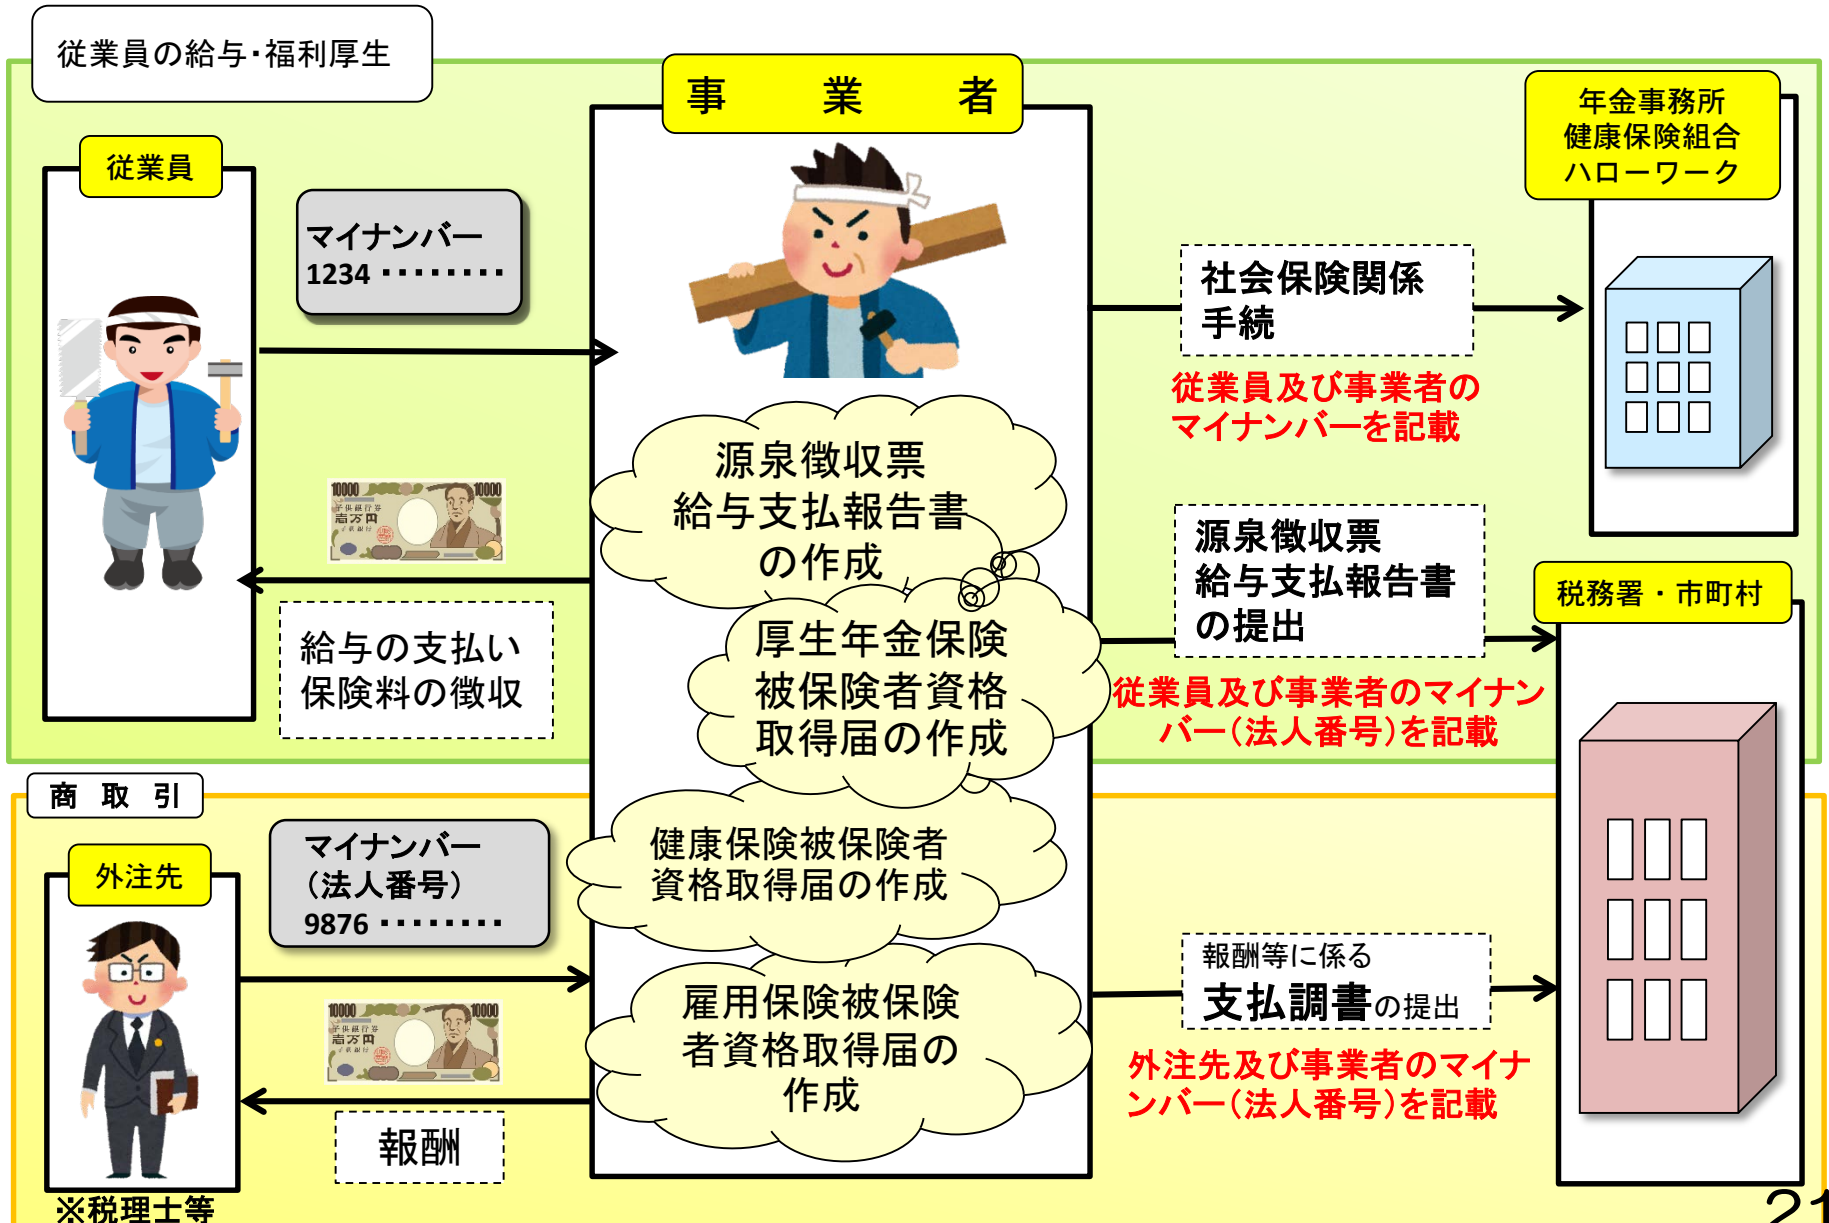 従業員の給与・福利厚生
事 業 者
年金事務所
健康保険組合
ハローワーク
従業員
マイナンバー
1234 ････････
社会保険関係
手続
従業員及び事業者の
マイナンバーを記載
源泉徴収票
給与支払報告書
の作成
10000
10000
壱万円
源泉徴収票
給与支払報告書
の提出
税務署・市町村
給与の支払い
保険料の徴収
厚生年金保険
被保険者資格
取得届の作成
従業員及び事業者のマイナン
バー(法人番号)を記載
商 取 引
外注先
マイナンバー
(法人番号)
9876 ････････
健康保険被保険者
資格取得届の作成
報酬等に係る
支払調書の提出
10000
10000
壱万円
雇用保険被保険
者資格取得届の
作成
外注先及び事業者のマイナ
ンバー(法人番号)を記載
報酬
※税理士等
21